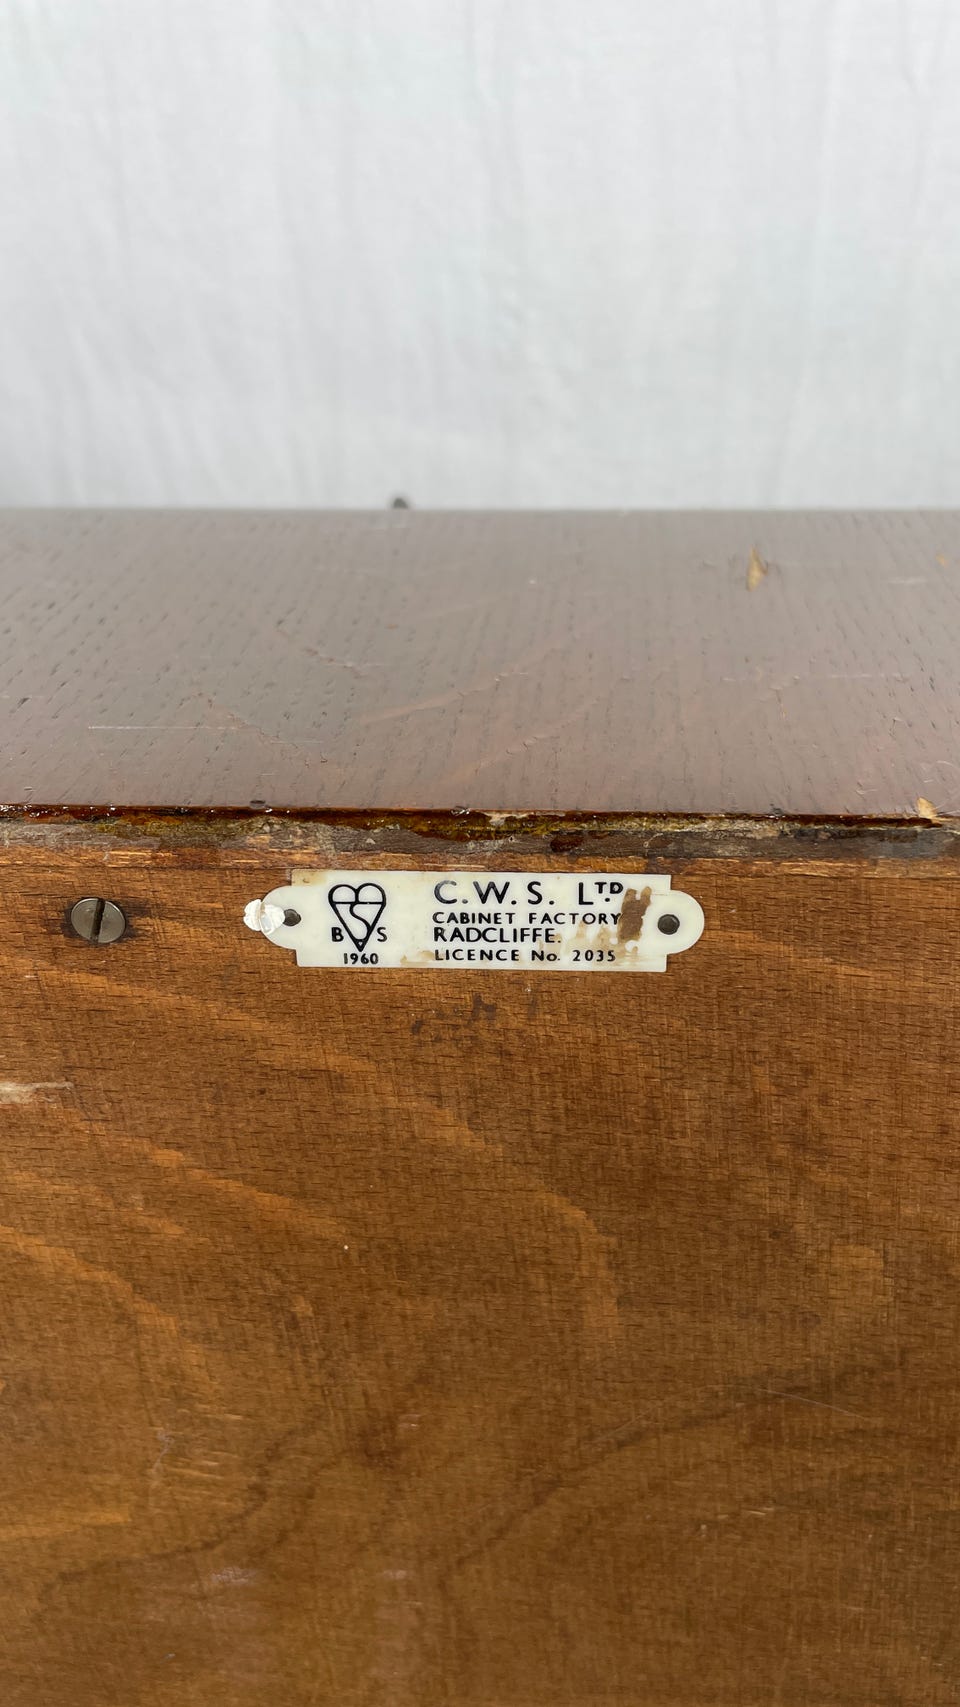 C.W.S. LTD
CABINET FACTORY
RADCLIFFE.
LICENCE No. 2035
B S
1960